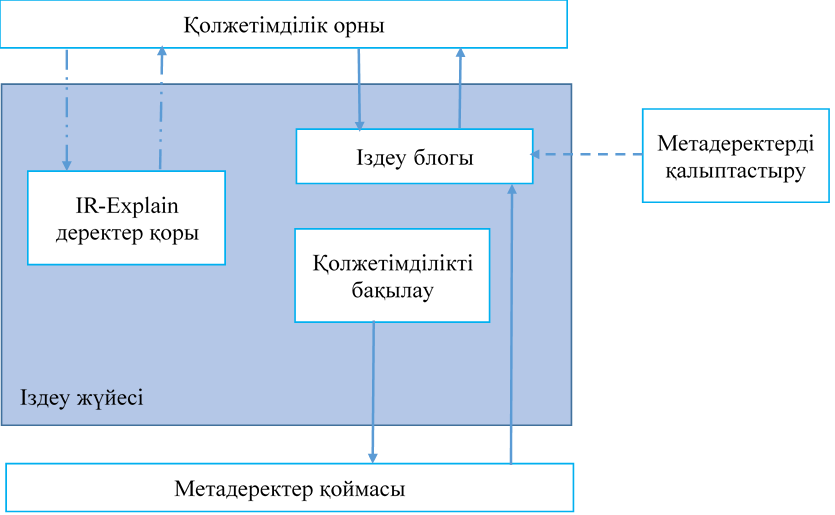 Қолжетімділік орны
Іздеу блогы
Метадеректерді
қалыптастыру
IR-Explain
деректер қоры
Қолжетімділікті
бақылау
Іздеу жүйесі
Метадеректер қоймасы